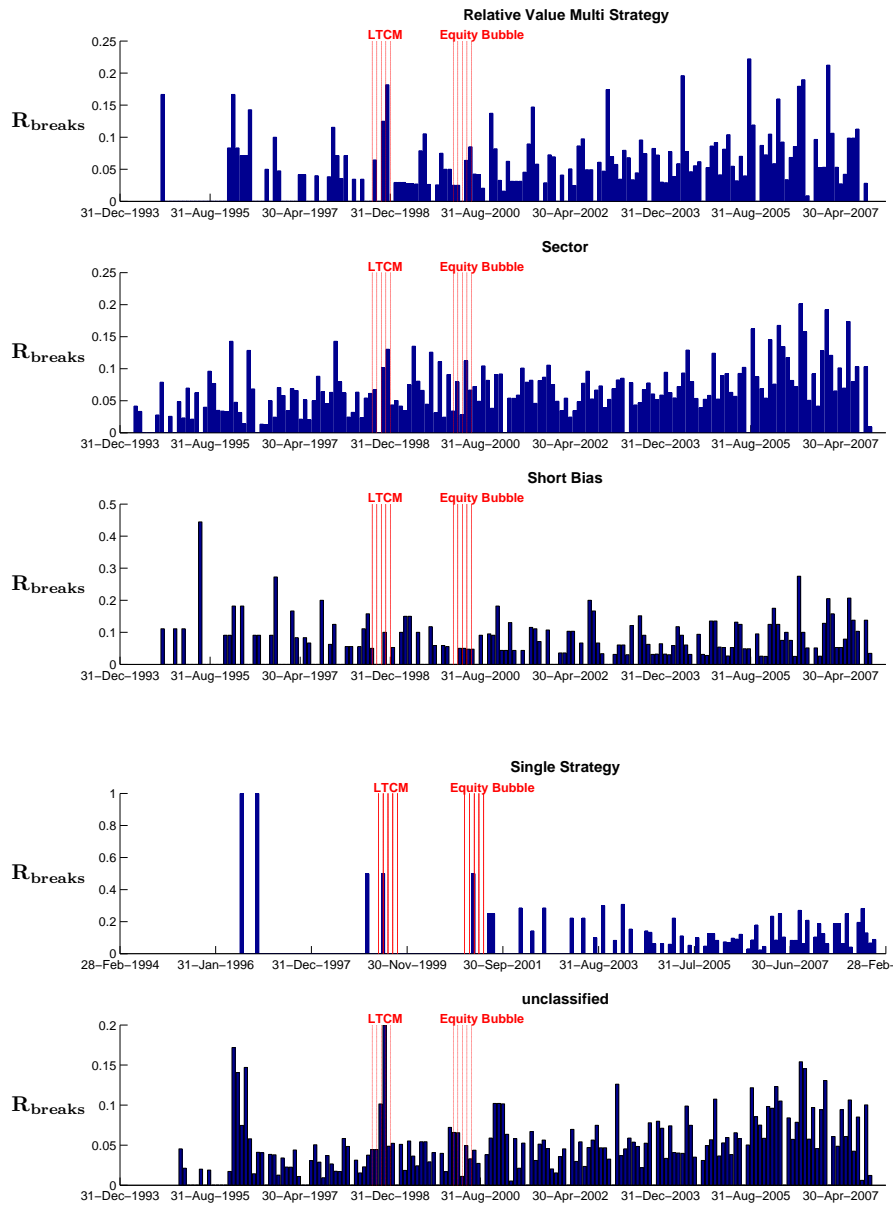 Relative Value Multi Strategy
LTCM Equity Bubble
0.25
0.2
0.15
R_breaks
0.1
0.05
0
31−Dec−1993 31−Aug−1995 30−Apr−1997 31−Dec−1998 31−Aug−2000 30−Apr−2002 31−Dec−2003 31−Aug−2005 30−Apr−2007
Sector
LTCM Equity Bubble
0.25
0.2
0.15
R_breaks
0.1
0.05
0
31−Dec−1993 31−Aug−1995 30−Apr−1997 31−Dec−1998 31−Aug−2000 30−Apr−2002 31−Dec−2003 31−Aug−2005 30−Apr−2007
Short Bias
LTCM Equity Bubble
0.5
0.4
0.3
R_breaks
0.2
0.1
0
31−Dec−1993 31−Aug−1995 30−Apr−1997 31−Dec−1998 31−Aug−2000 30−Apr−2002 31−Dec−2003 31−Aug−2005 30−Apr−2007
Single Strategy
LTCM Equity Bubble
1
0.8
0.6
R_breaks
0.4
0.2
0
28−Feb−1994 31−Jan−1996 31−Dec−1997 30−Nov−1999 30−Sep−2001 31−Aug−2003 31−Jul−2005 30−Jun−2007 28−Feb−
unclassified
LTCM Equity Bubble
0.2
0.15
R_breaks
0.1
0.05
0
31−Dec−1993 31−Aug−1995 30−Apr−1997 31−Dec−1998 31−Aug−2000 30−Apr−2002 31−Dec−2003 31−Aug−2005 30−Apr−2007